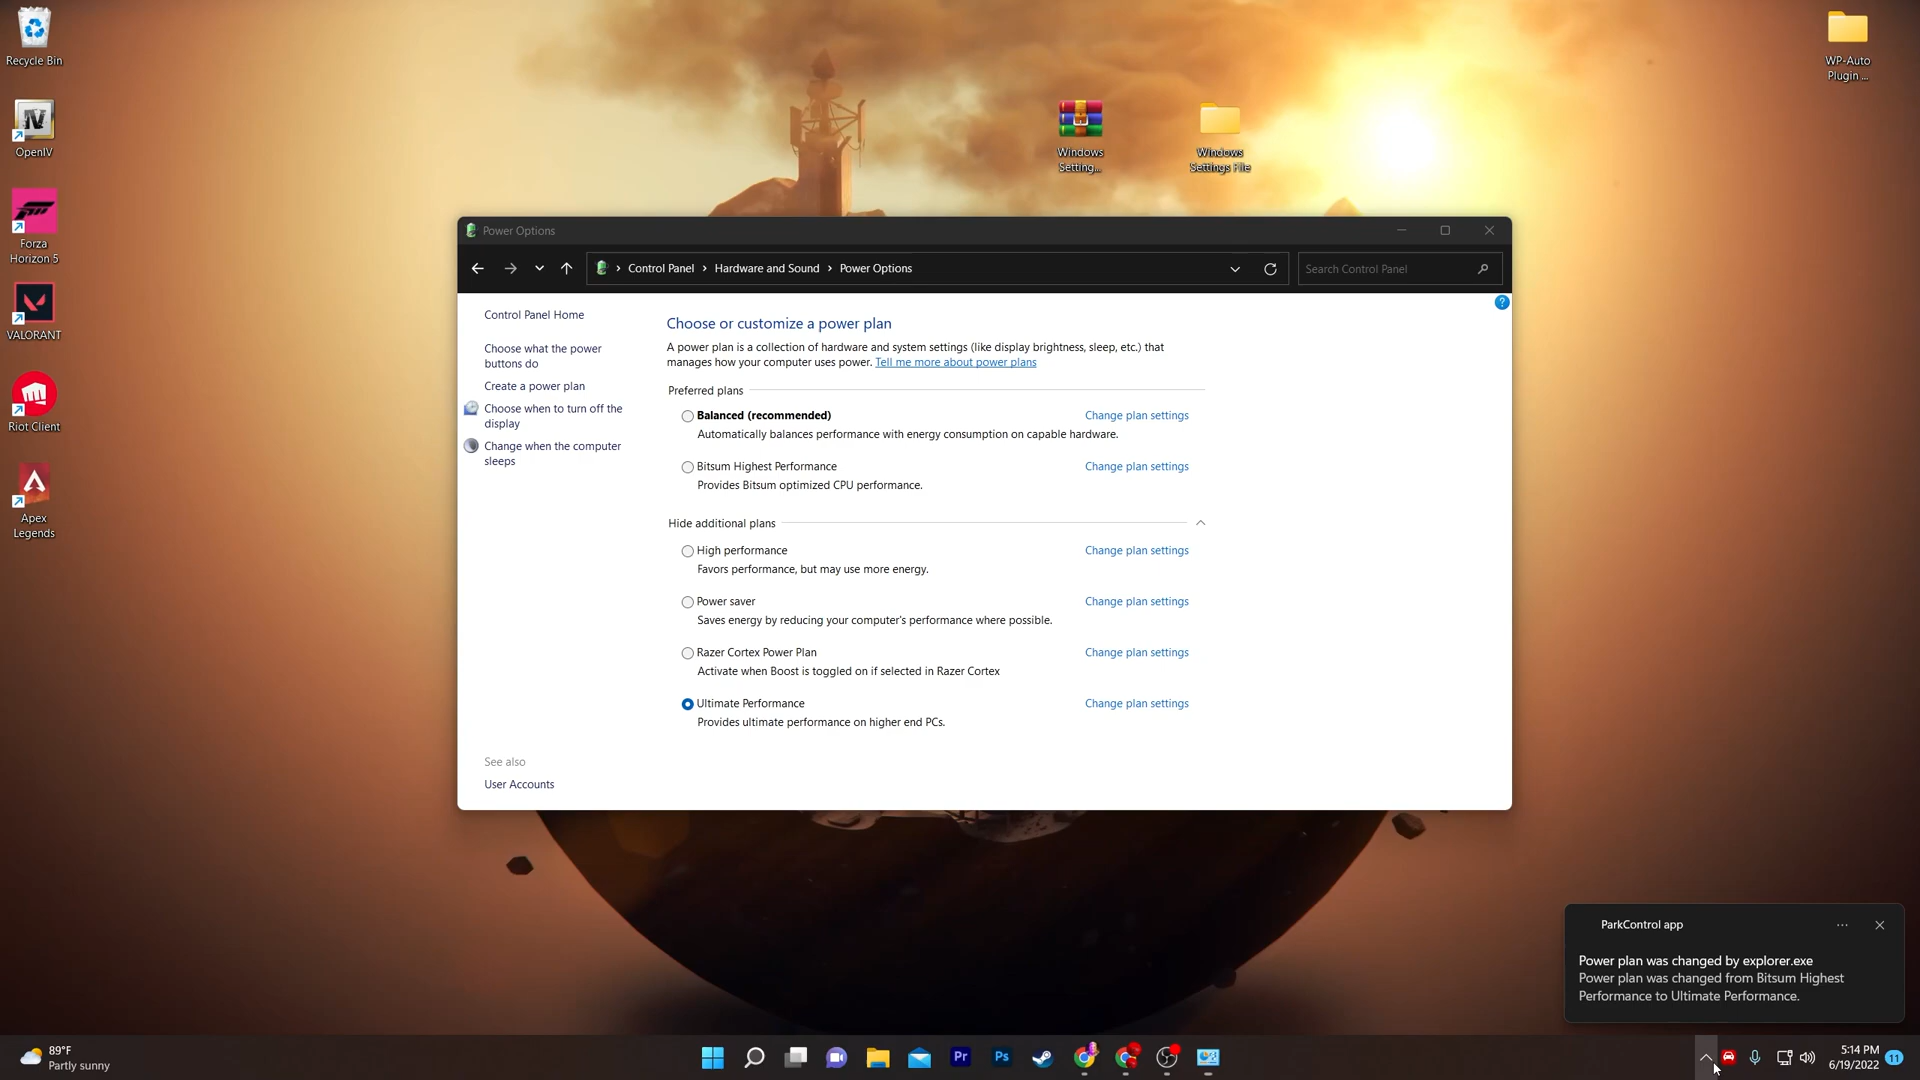 Recycle Bin
OpenIV
Forza
Horizon 5
VALORANT
Riot Client
Apex
Legends
Windows
Setting...
Windows
Settings File
WP-Auto
Plugin ...
Power Options
Control Panel
Hardware and Sound
Power Options
Search Control Panel
?
Control Panel Home
Choose what the power
buttons do
Create a power plan
Choose when to turn off the
display
Change when the computer
sleeps
See also
User Accounts
Choose or customize a power plan
A power plan is a collection of hardware and system settings (like display brightness, sleep, etc.) that
manages how your computer uses power. Tell me more about power plans
Preferred plans
Balanced (recommended) Change plan settings
Automatically balances performance with energy consumption on capable hardware.
Bitsum Highest Performance Change plan settings
Provides Bitsum optimized CPU performance.
Hide additional plans
High performance Change plan settings
Favors performance, but may use more energy.
Power saver Change plan settings
Saves energy by reducing your computer's performance where possible.
Razer Cortex Power Plan Change plan settings
Activate when Boost is toggled on if selected in Razer Cortex
Ultimate Performance Change plan settings
Provides ultimate performance on higher end PCs.
ParkControl app
Power plan was changed by explorer.exe
Power plan was changed from Bitsum Highest
Performance to Ultimate Performance.
89°F
Partly sunny
Pr
Ps
5:14 PM
6/19/2022
11